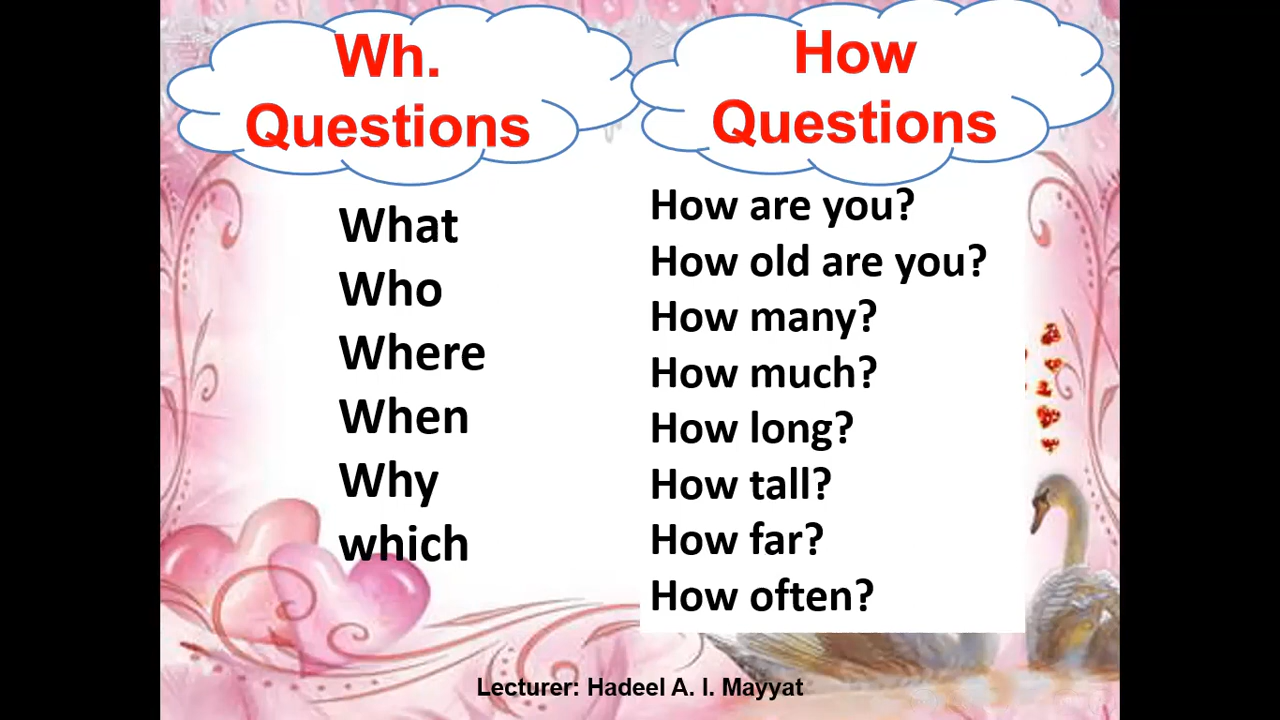 Wh.
Questions
What
Who
Where
When
Why
which
How
Questions
How are you?
How old are you?
How many?
How much?
How long?
How tall?
How far?
How often?
Lecturer: Hadeel A. I. Mayyat